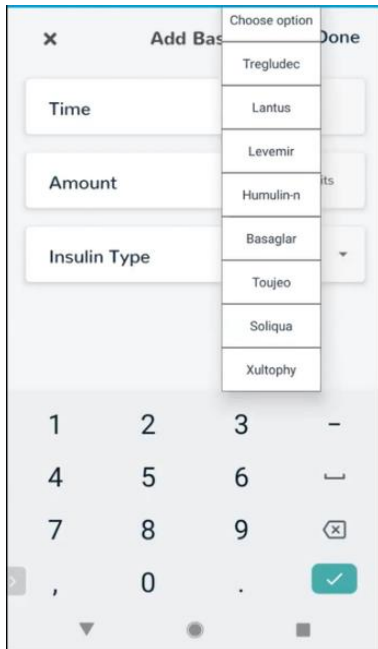 Choose option
× Add Bas Done
Tregludec
Time
Lantus
Levemir
Amount its
Humulin-n
Basaglar
Insulin Type
Toujeo
Soliqua
Xultophy
1 2 3 -
4 5 6
7 8 9
, 0 .